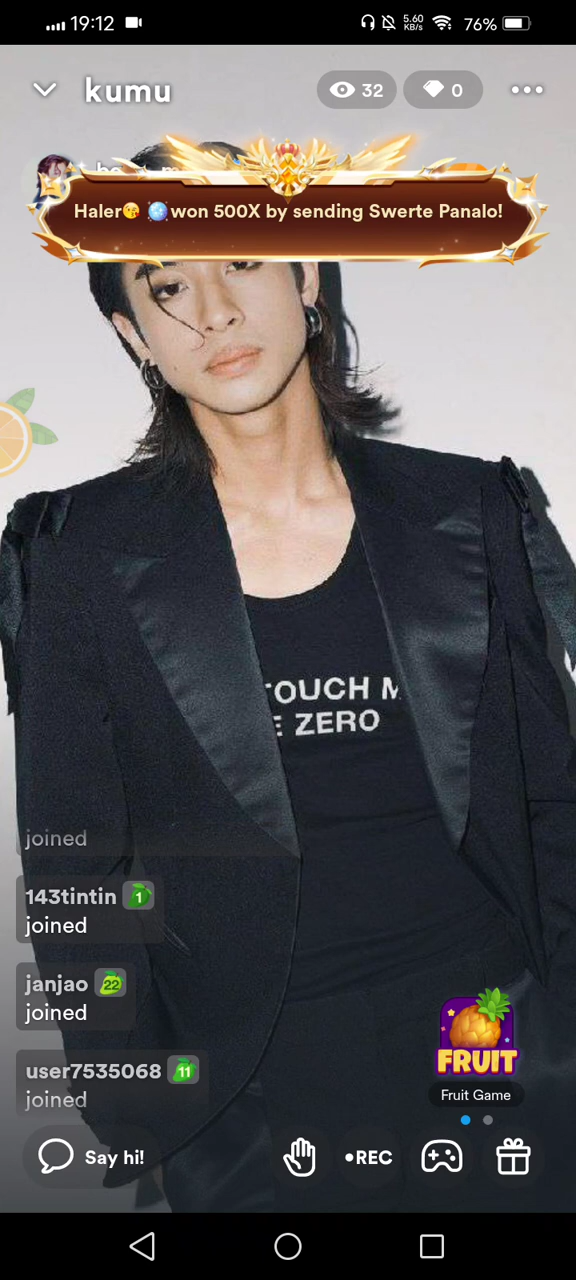 19:12
5.60
KB/s
76%
kumu
32
0
Haler😘 🪩won 500X by sending Swerte Panalo!
TOUCH M
E ZERO
joined
143tintin 1
joined
janjao 22
joined
user7535068 11
joined
FRUIT
Fruit Game
Say hi!
•REC